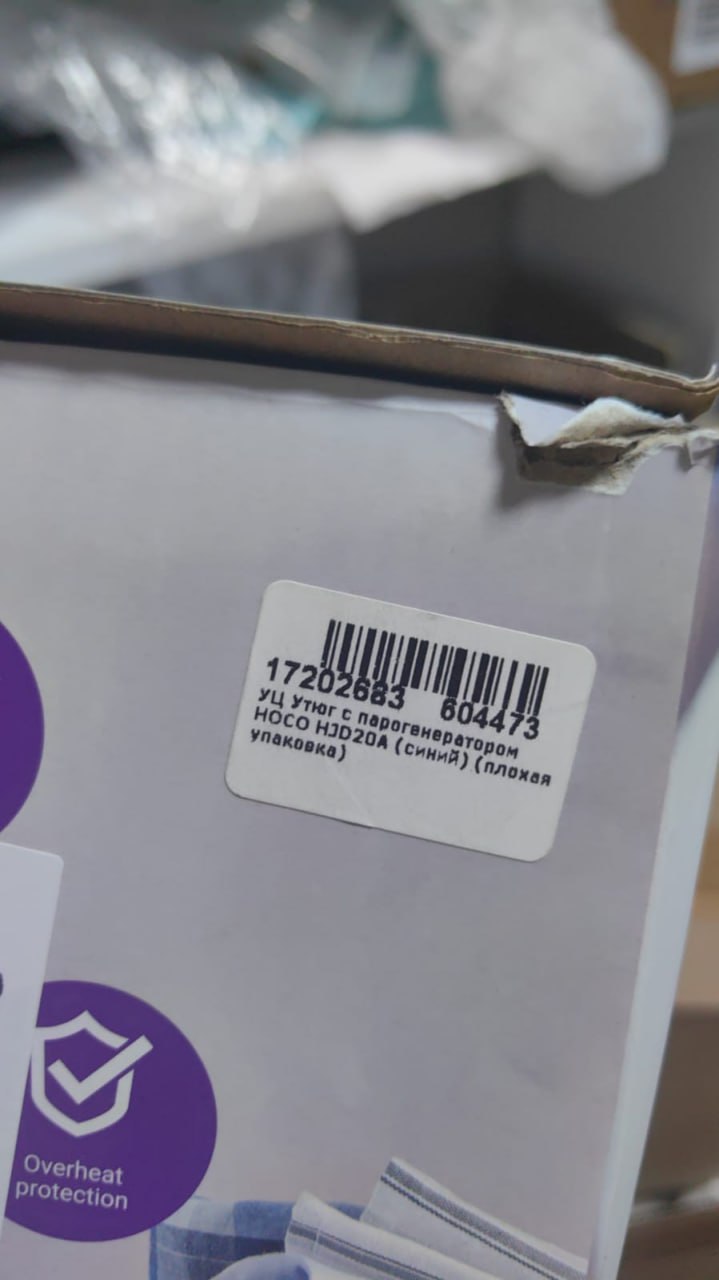 17202683 604473
УЦ Утюг с парогенератором
HOCO HJD20A (синий) (плохая
упаковка)
Overheat
protection